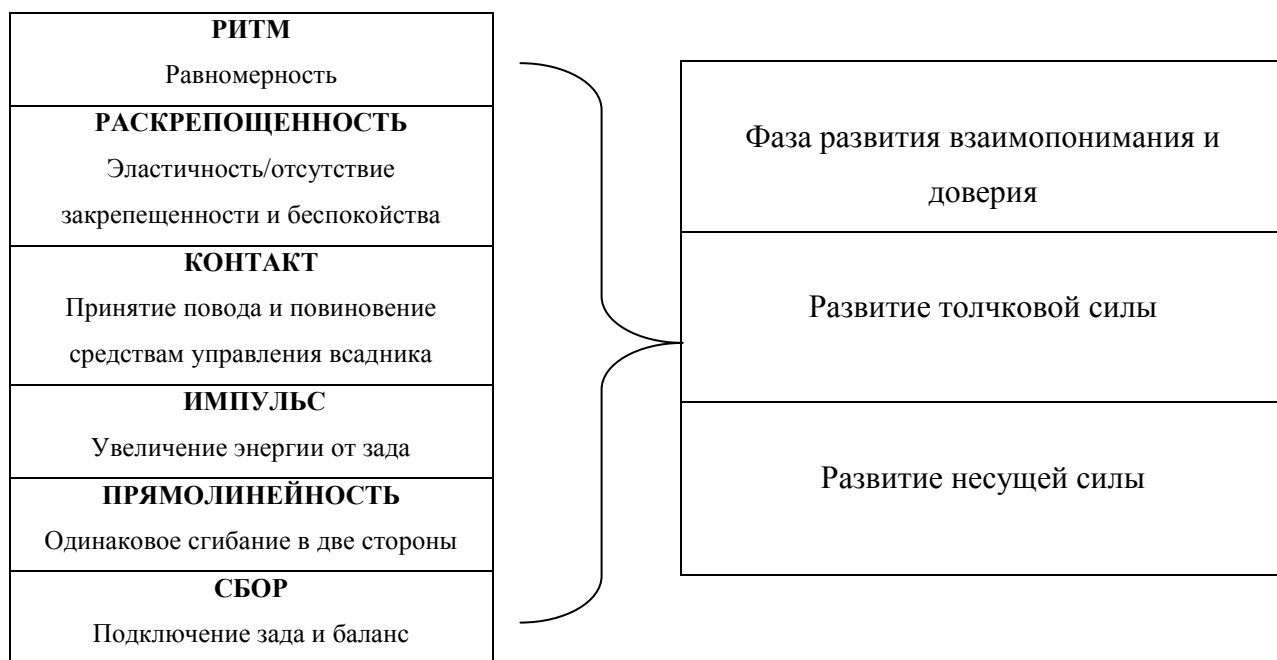 РИТМ
Равномерность
РАСКРЕПОЩЕННОСТЬ
Эластичность/отсутствие
закрепещенности и беспокойства
КОНТАКТ
Принятие повода и повиновение
средствам управления всадника
ИМПУЛЬС
Увеличение энергии от зада
ПРЯМОЛИНЕЙНОСТЬ
Одинаковое сгибание в две стороны
СБОР
Подключение зада и баланс
Фаза развития взаимопонимания и
доверия
Развитие толчковой силы
Развитие несущей силы